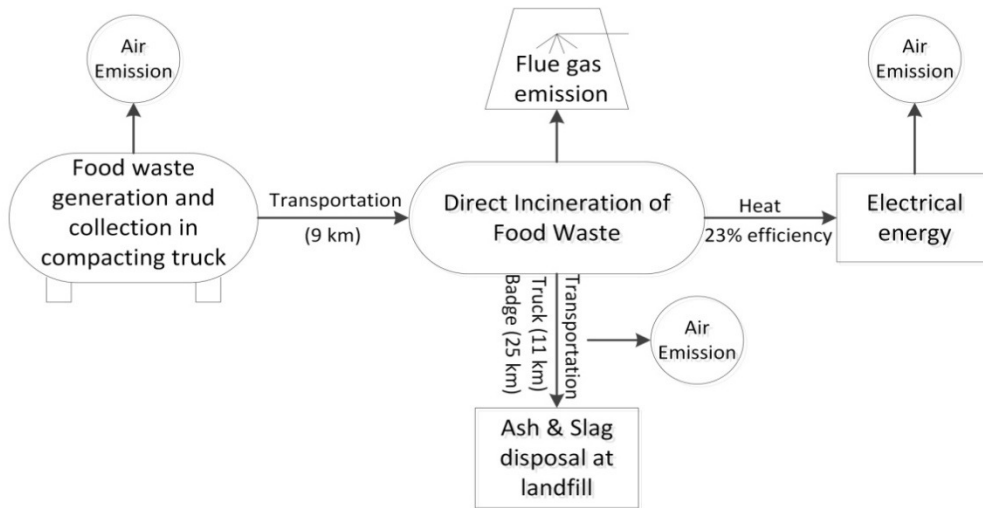 Air
Emission
Flue gas
emission
Air
Emission
Food waste
generation and
collection in
compacting truck
Transportation
(9 km)
Direct Incineration of
Food Waste
Heat
23% efficiency
Electrical
energy
Transportation
Truck (11 km)
Badge (25 km)
Air
Emission
Ash & Slag
disposal at
landfill